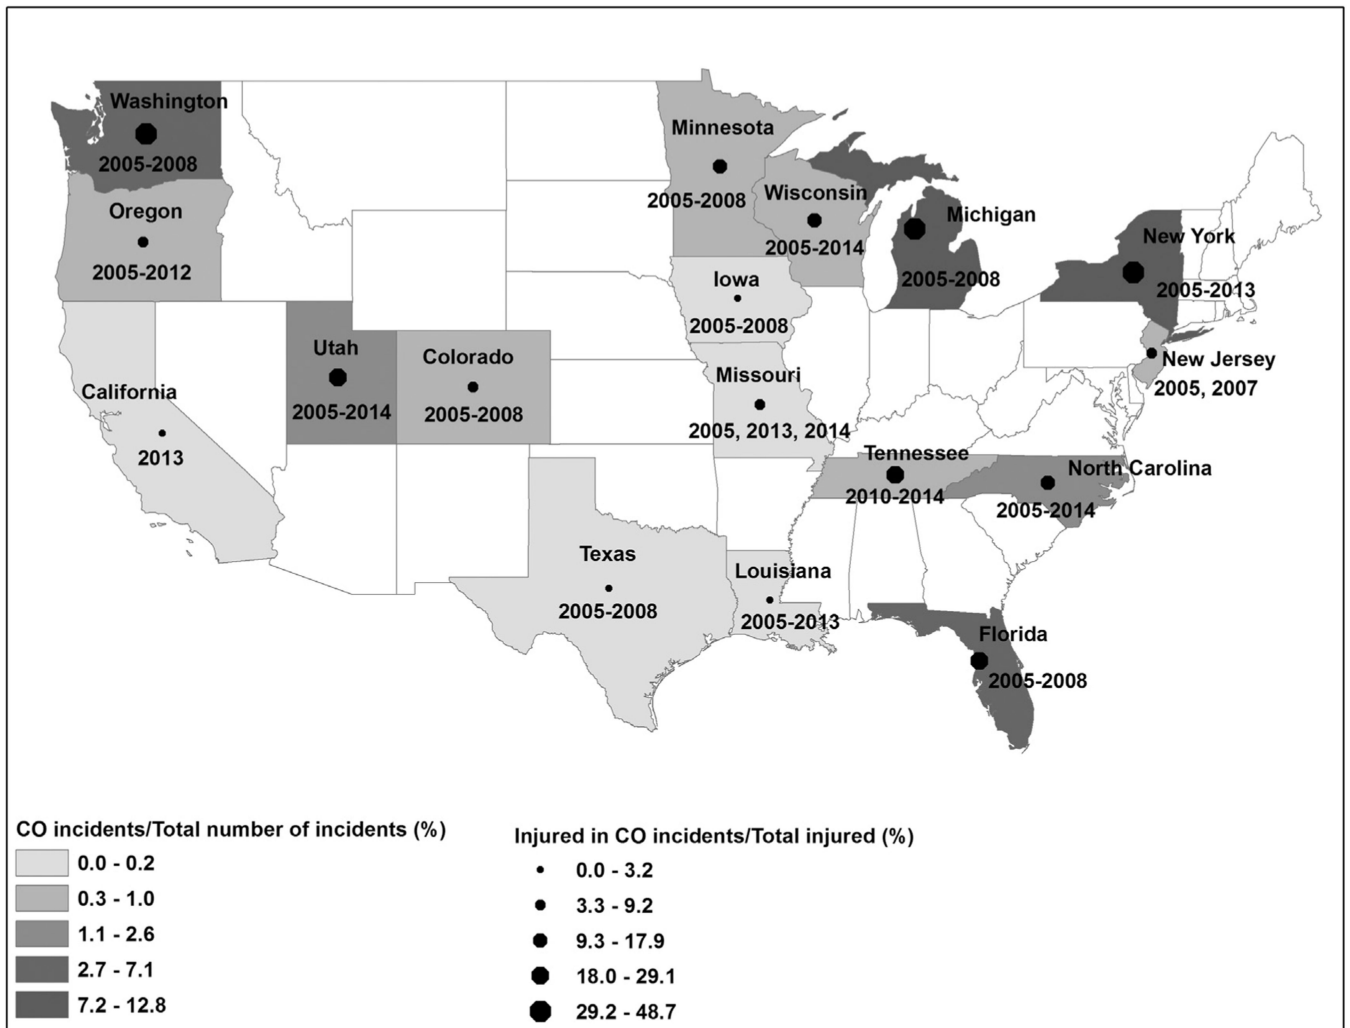 Washington
2005-2008
Oregon
2005-2012
California
2013
Utah
2005-2014
Colorado
2005-2008
Minnesota
2005-2008
Wisconsin
2005-2014
Michigan
2005-2008
Iowa
2005-2008
Missouri
2005, 2013, 2014
New York
2005-2013
New Jersey
2005, 2007
Tennessee
2010-2014
North Carolina
2005-2014
Texas
2005-2008
Louisiana
2005-2013
Florida
2005-2008
CO incidents/Total number of incidents (%)
0.0 - 0.2
0.3 - 1.0
1.1 - 2.6
2.7 - 7.1
7.2 - 12.8
Injured in CO incidents/Total injured (%)
0.0 - 3.2
3.3 - 9.2
9.3 - 17.9
18.0 - 29.1
29.2 - 48.7